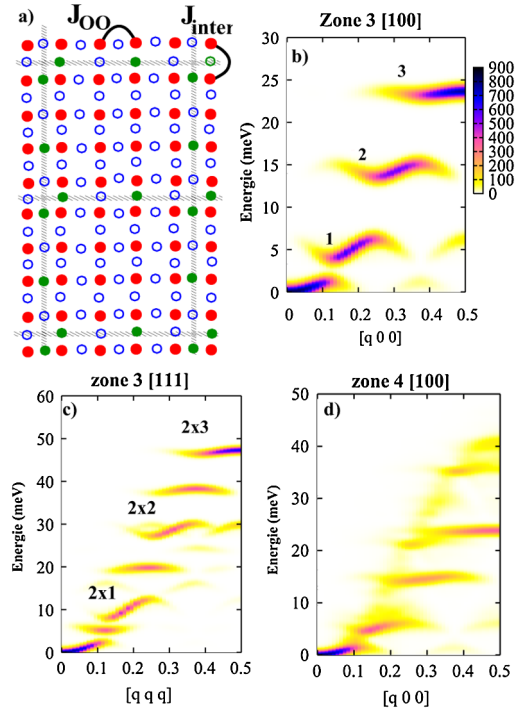 a) J_OO J_inter
Zone 3 [100]
b)
Energie (meV)
30
25
20
15
10
5
0
3
2
1
900
800
700
600
500
400
300
200
100
0
0 0.1 0.2 0.3 0.4 0.5
[q 0 0]
zone 3 [111]
c)
Energie (meV)
60
50
40
30
20
10
0
2x3
2x2
2x1
0 0.1 0.2 0.3 0.4 0.5
[q q q]
zone 4 [100]
d)
Energie (meV)
50
40
30
20
10
0
0 0.1 0.2 0.3 0.4 0.5
[q 0 0]